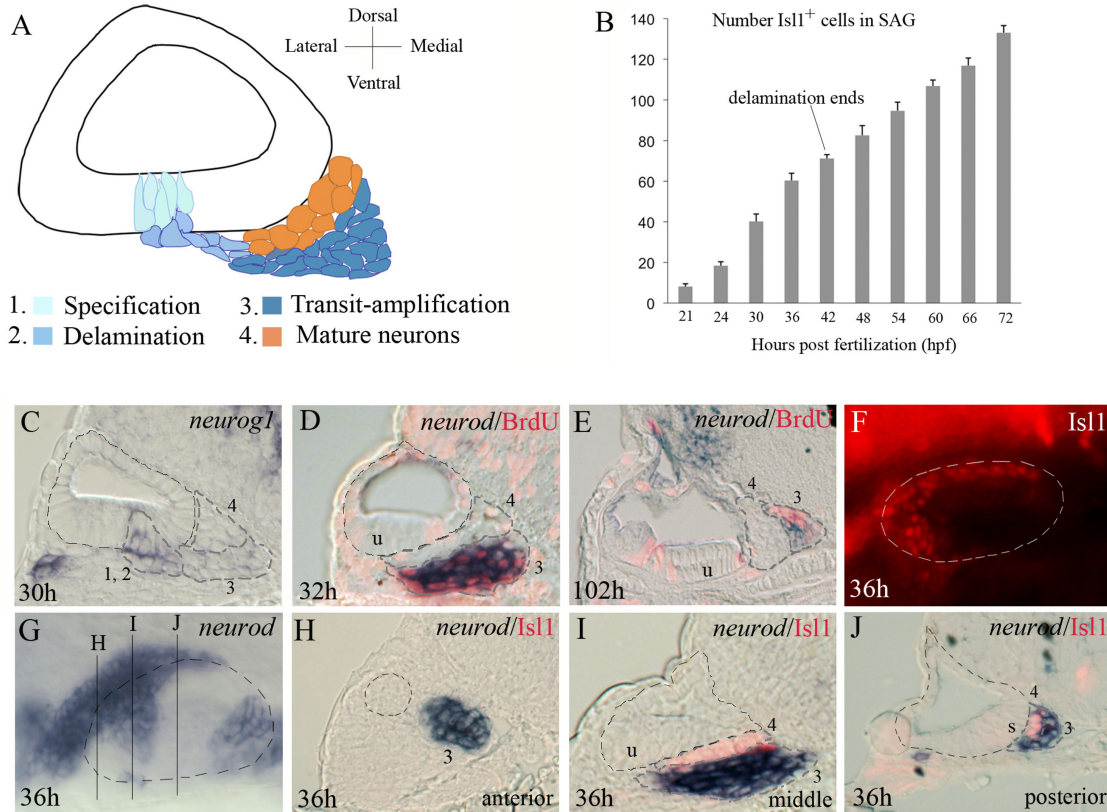 A
Dorsal
Lateral
Medial
Ventral
1. Specification
2. Delamination
3. Transit-amplification
4. Mature neurons
B
Number Isl1+ cells in SAG
delamination ends
140
120
100
80
60
40
20
0
21 24 30 36 42 48 54 60 66 72
Hours post fertilization (hpf)
C
neurog1
4
1, 2
3
30h
D
neurod/BrdU
4
u
3
32h
E
neurod/BrdU
4
3
u
102h
F
Isl1
36h
G
neurod
H
I
J
36h
H
neurod/Isl1
3
36h
anterior
I
neurod/Isl1
4
u
3
36h
middle
J
neurod/Isl1
4
s
3
36h
posterior